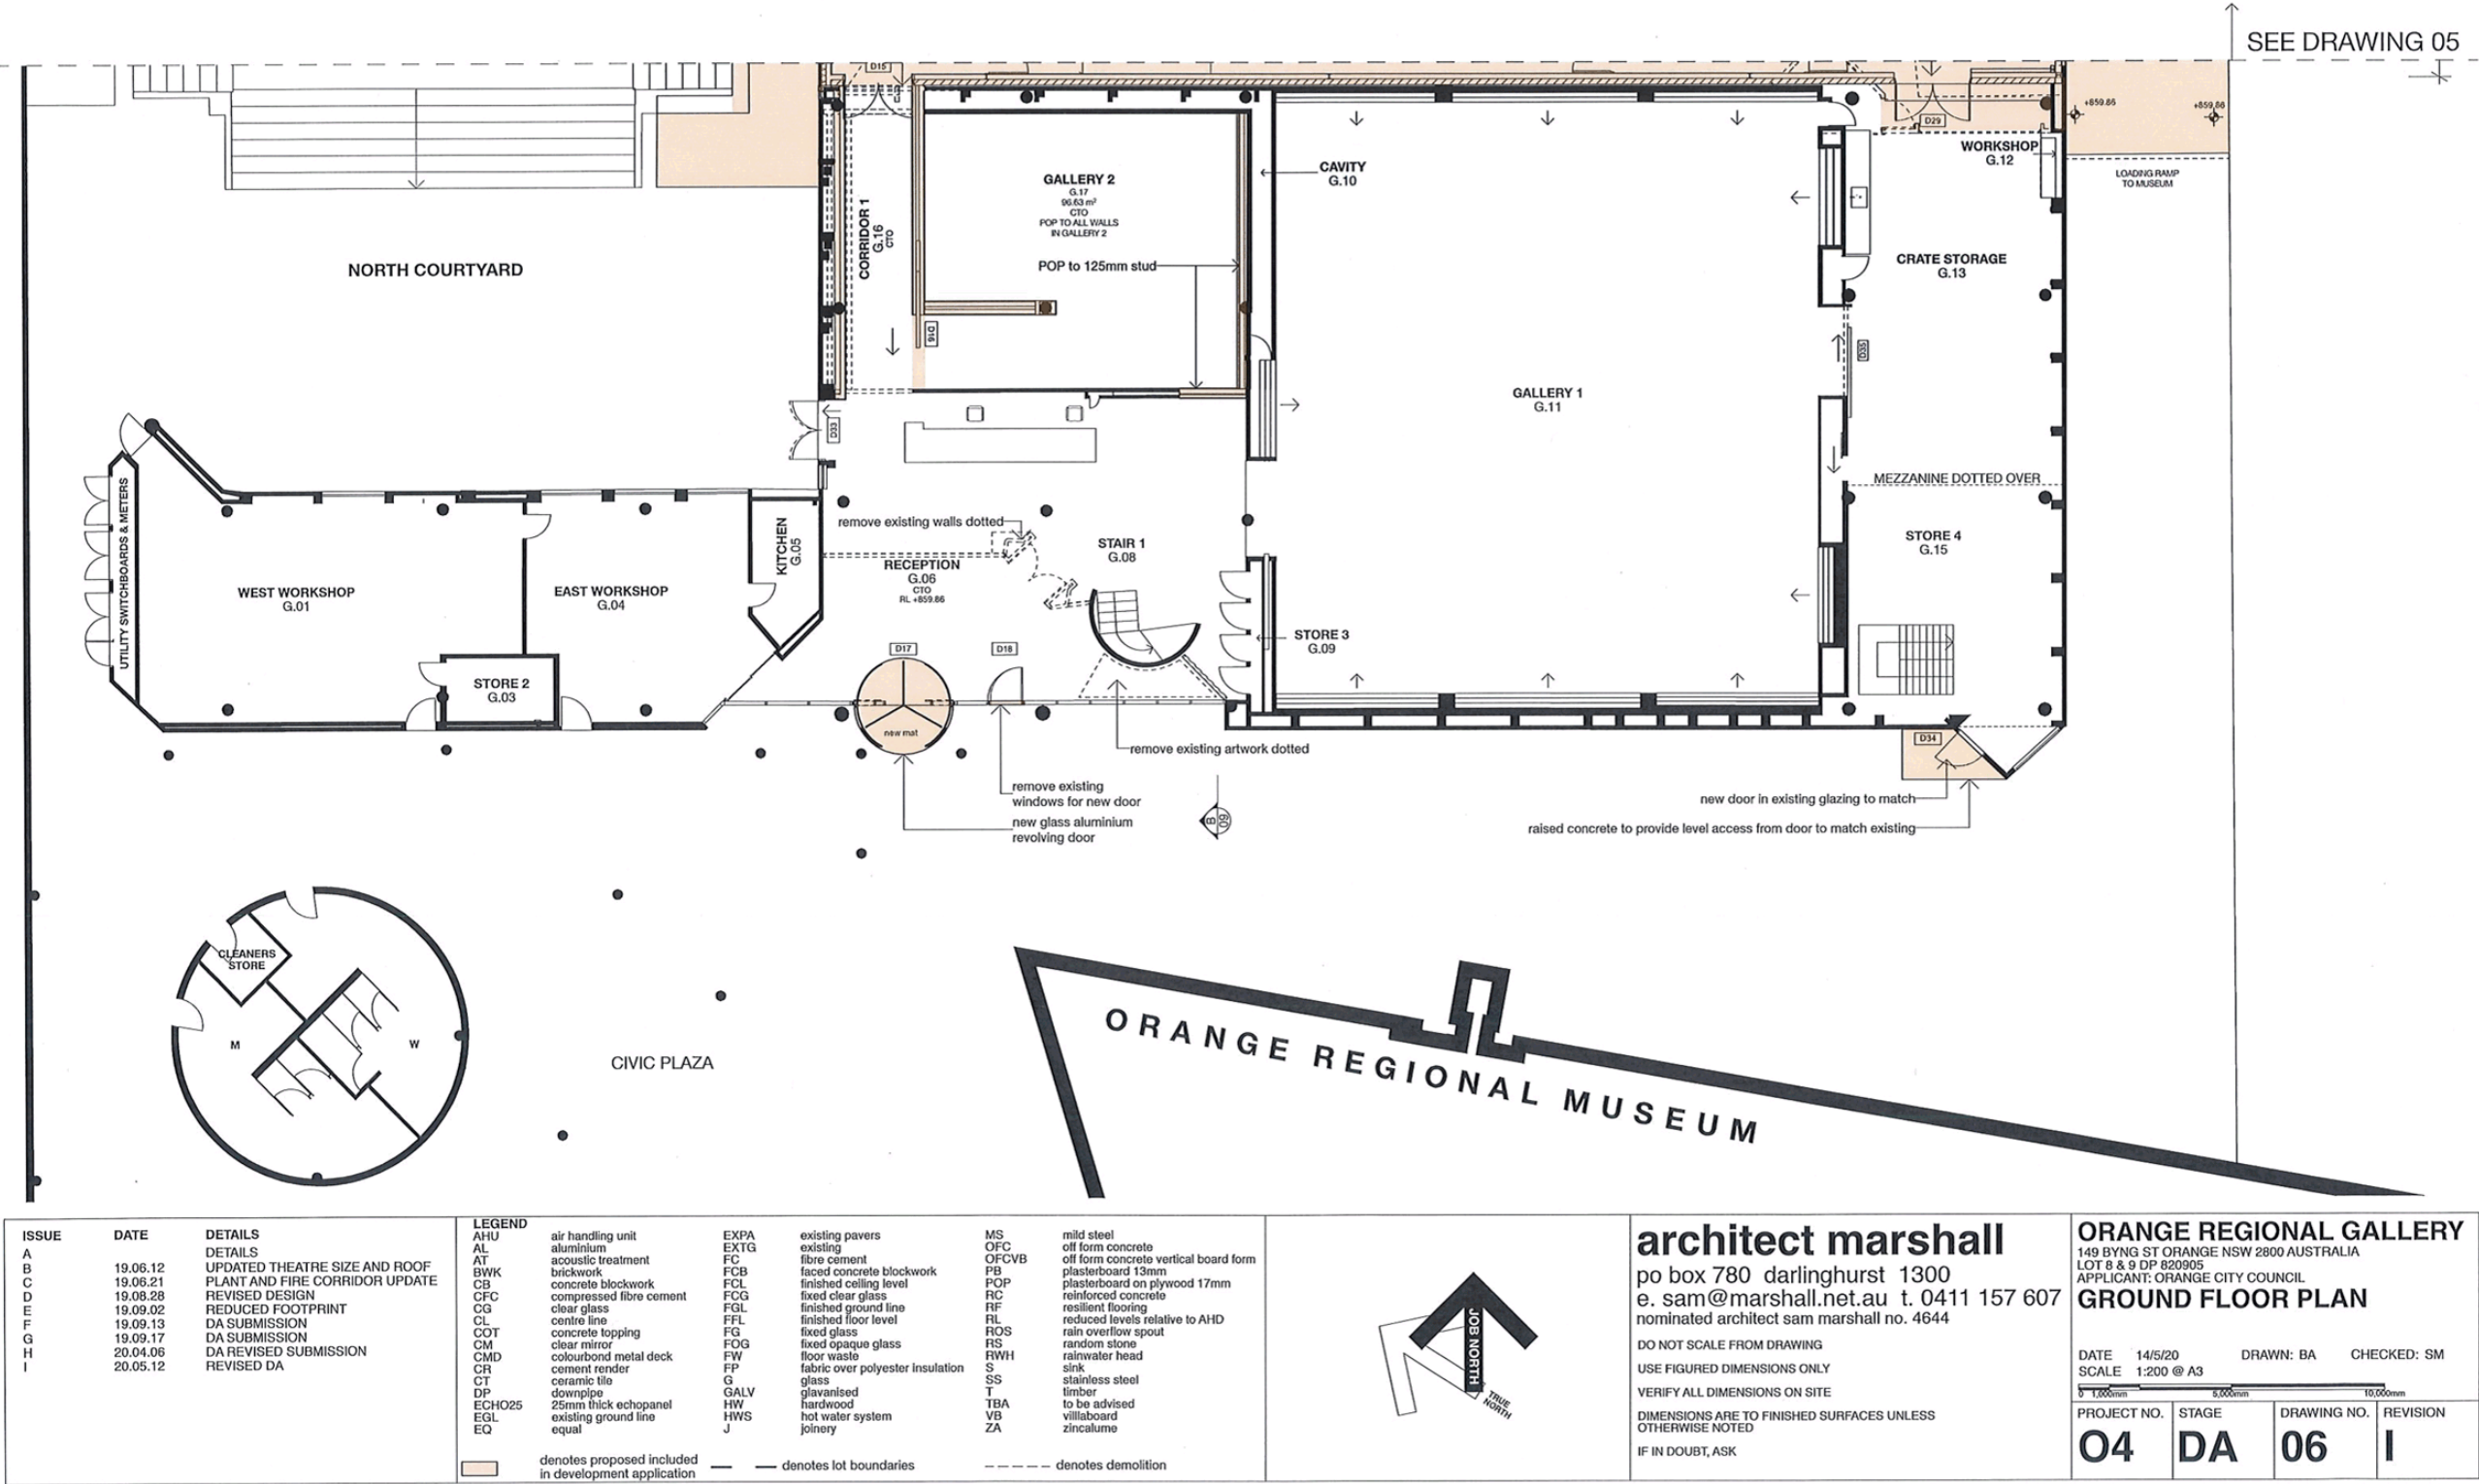 SEE DRAWING 05
D15
+859.86
+859.86
D29
WORKSHOP
G.12
LOADING RAMP
TO MUSEUM
CAVITY
G.10
GALLERY 2
G.17
96.63 m²
CTO
POP TO ALL WALLS
IN GALLERY 2
CORRIDOR 1
G.16
CTO
POP to 125mm stud
NORTH COURTYARD
CRATE STORAGE
G.13
D16
D35
GALLERY 1
G.11
D33
MEZZANINE DOTTED OVER
UTILITY SWITCHBOARDS & METERS
remove existing walls dotted
KITCHEN
G.05
STAIR 1
G.08
STORE 4
G.15
RECEPTION
G.06
CTO
RL +859.86
WEST WORKSHOP
G.01
EAST WORKSHOP
G.04
STORE 3
G.09
D17
D18
STORE 2
G.03
new mat
D34
remove existing artwork dotted
remove existing
windows for new door
new glass aluminium
revolving door
B
09
new door in existing glazing to match
raised concrete to provide level access from door to match existing
CLEANERS
STORE
M
W
CIVIC PLAZA
ORANGE REGIONAL MUSEUM
ISSUE DATE DETAILS
A DETAILS
B 19.06.12 UPDATED THEATRE SIZE AND ROOF
C 19.06.21 PLANT AND FIRE CORRIDOR UPDATE
D 19.08.28 REVISED DESIGN
E 19.09.02 REDUCED FOOTPRINT
F 19.09.13 DA SUBMISSION
G 19.09.17 DA SUBMISSION
H 20.04.06 DA REVISED SUBMISSION
I 20.05.12 REVISED DA
LEGEND
AHU air handling unit
AL aluminium
AT acoustic treatment
BWK brickwork
CB concrete blockwork
CFC compressed fibre cement
CG clear glass
CL centre line
COT concrete topping
CM clear mirror
CMD colourbond metal deck
CR cement render
CT ceramic tile
DP downpipe
ECHO25 25mm thick echopanel
EGL existing ground line
EQ equal
EXPA existing pavers
EXTG existing
FC fibre cement
FCB faced concrete blockwork
FCL finished ceiling level
FCG fixed clear glass
FGL finished ground line
FFL finished floor level
FG fixed glass
FOG fixed opaque glass
FW floor waste
FP fabric over polyester insulation
G glass
GALV glavanised
HW hardwood
HWS hot water system
J joinery
MS mild steel
OFC off form concrete
OFCVB off form concrete vertical board form
PB plasterboard 13mm
POP plasterboard on plywood 17mm
RC reinforced concrete
RF resilient flooring
RL reduced levels relative to AHD
ROS rain overflow spout
RS random stone
RWH rainwater head
S sink
SS stainless steel
T timber
TBA to be advised
VB villaboard
ZA zincalume
denotes proposed included
in development application
denotes lot boundaries
denotes demolition
JOB NORTH
TRUE
NORTH
architect marshall
po box 780 darlinghurst 1300
e. sam@marshall.net.au t. 0411 157 607
nominated architect sam marshall no. 4644
DO NOT SCALE FROM DRAWING
USE FIGURED DIMENSIONS ONLY
VERIFY ALL DIMENSIONS ON SITE
DIMENSIONS ARE TO FINISHED SURFACES UNLESS
OTHERWISE NOTED
IF IN DOUBT, ASK
ORANGE REGIONAL GALLERY
149 BYNG ST ORANGE NSW 2800 AUSTRALIA
LOT 8 & 9 DP 820905
APPLICANT: ORANGE CITY COUNCIL
GROUND FLOOR PLAN
DATE 14/5/20 DRAWN: BA CHECKED: SM
SCALE 1:200 @ A3
0 1,000mm 5,000mm 10,000mm
PROJECT NO. STAGE DRAWING NO. REVISION
O4 DA 06 I